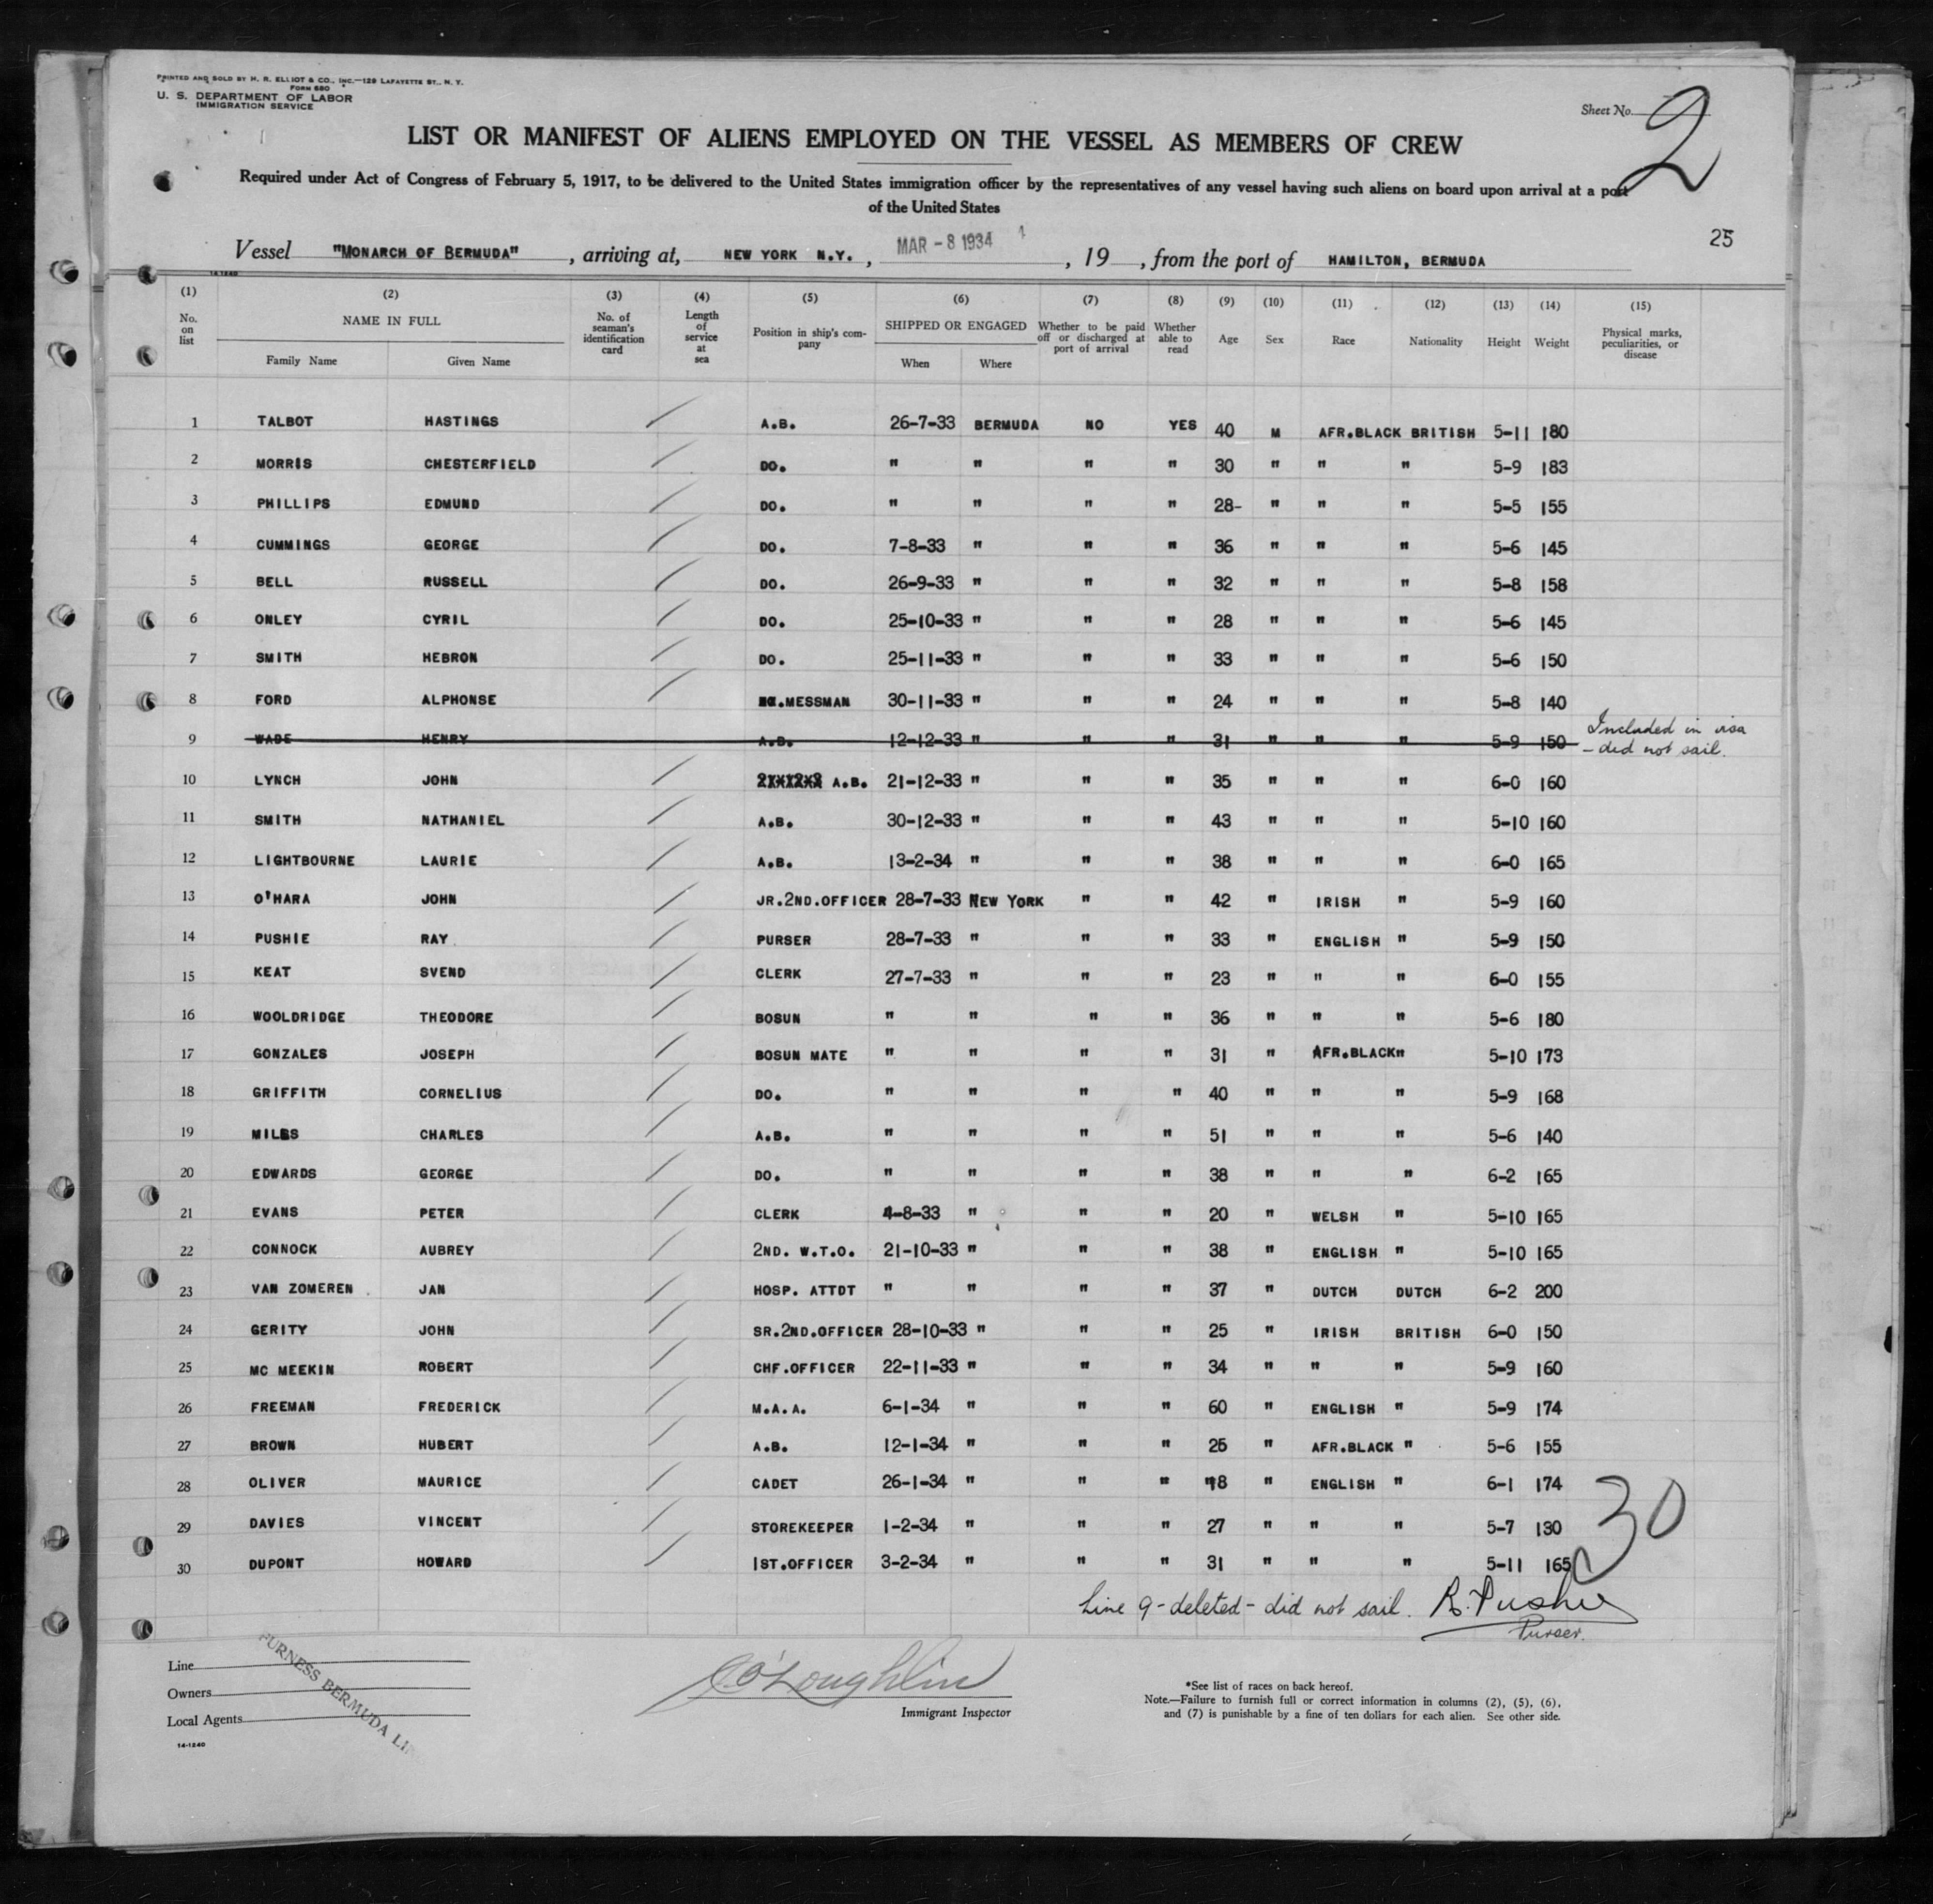 PRINTED AND SOLD BY H. R. ELLIOT & CO., INC.—129 LAFAYETTE ST., N. Y.
FORM 680
U. S. DEPARTMENT OF LABOR
IMMIGRATION SERVICE
Sheet No. 2
LIST OR MANIFEST OF ALIENS EMPLOYED ON THE VESSEL AS MEMBERS OF CREW
Required under Act of Congress of February 5, 1917, to be delivered to the United States immigration officer by the representatives of any vessel having such aliens on board upon arrival at a port
of the United States
25
Vessel "MONARCH OF BERMUDA", arriving at, NEW YORK N.Y., MAR -8 1934, 19 , from the port of HAMILTON, BERMUDA
14-1240
(1) (2) (3) (4) (5) (6) (7) (8) (9) (10) (11) (12) (13) (14) (15)
No. on list NAME IN FULL No. of seaman's identification card Length of service at sea Position in ship's company SHIPPED OR ENGAGED Whether to be paid off or discharged at port of arrival Whether able to read Age Sex Race Nationality Height Weight Physical marks, peculiarities, or disease
Family Name Given Name When Where
1 TALBOT HASTINGS A.B. 26-7-33 BERMUDA NO YES 40 M AFR.BLACK BRITISH 5-11 180
2 MORRIS CHESTERFIELD DO. " " " " 30 " " " 5-9 183
3 PHILLIPS EDMUND DO. " " " " 28- " " " 5-5 155
4 CUMMINGS GEORGE DO. 7-8-33 " " " 36 " " " 5-6 145
5 BELL RUSSELL DO. 26-9-33 " " " 32 " " " 5-8 158
6 ONLEY CYRIL DO. 25-10-33 " " " 28 " " " 5-6 145
7 SMITH HEBRON DO. 25-11-33 " " " 33 " " " 5-6 150
8 FORD ALPHONSE MESSMAN 30-11-33 " " " 24 " " " 5-8 140
9 WADE HENRY A.B. 12-12-33 " " " 31 " " " 5-9 150 Included in visa
- did not sail.
10 LYNCH JOHN A.B. 21-12-33 " " " 35 " " " 6-0 160
11 SMITH NATHANIEL A.B. 30-12-33 " " " 43 " " " 5-10 160
12 LIGHTBOURNE LAURIE A.B. 13-2-34 " " " 38 " " " 6-0 165
13 O'HARA JOHN JR.2ND.OFFICER 28-7-33 NEW YORK " " 42 " IRISH " 5-9 160
14 PUSHIE RAY PURSER 28-7-33 " " " 33 " ENGLISH " 5-9 150
15 KEAT SVEND CLERK 27-7-33 " " " 23 " " " 6-0 155
16 WOOLDRIDGE THEODORE BOSUN " " " " 36 " " " 5-6 180
17 GONZALES JOSEPH BOSUN MATE " " " " 31 " AFR.BLACK " 5-10 173
18 GRIFFITH CORNELIUS DO. " " " " 40 " " " 5-9 168
19 MILES CHARLES A.B. " " " " 51 " " " 5-6 140
20 EDWARDS GEORGE DO. " " " " 38 " " " 6-2 165
21 EVANS PETER CLERK 4-8-33 " " " 20 " WELSH " 5-10 165
22 CONNOCK AUBREY 2ND. W.T.O. 21-10-33 " " " 38 " ENGLISH " 5-10 165
23 VAN ZOMEREN JAN HOSP. ATTDT " " " " 37 " DUTCH DUTCH 6-2 200
24 GERITY JOHN SR.2ND.OFFICER 28-10-33 " " " 25 " IRISH BRITISH 6-0 150
25 MC MEEKIN ROBERT CHF.OFFICER 22-11-33 " " " 34 " " " 5-9 160
26 FREEMAN FREDERICK M.A.A. 6-1-34 " " " 60 " ENGLISH " 5-9 174
27 BROWN HUBERT A.B. 12-1-34 " " " 25 " AFR.BLACK " 5-6 155
28 OLIVER MAURICE CADET 26-1-34 " " " 18 " ENGLISH " 6-1 174
29 DAVIES VINCENT STOREKEEPER 1-2-34 " " " 27 " " " 5-7 130
30 DUPONT HOWARD 1ST.OFFICER 3-2-34 " " " 31 " " " 5-11 165
30
Line 9 - deleted - did not sail. R. Pushie
Purser.
Line
Owners
Local Agents
FURNESS BERMUDA LI
14-1240
O'Loughlin
Immigrant Inspector
*See list of races on back hereof.
Note.—Failure to furnish full or correct information in columns (2), (5), (6),
and (7) is punishable by a fine of ten dollars for each alien. See other side.